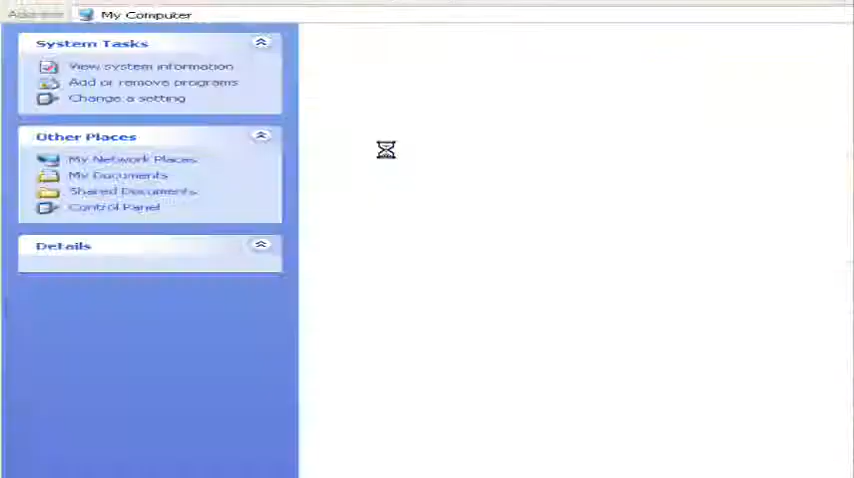 Address My Computer
System Tasks
View system information
Add or remove programs
Change a setting
Other Places
My Network Places
My Documents
Shared Documents
Control Panel
Details